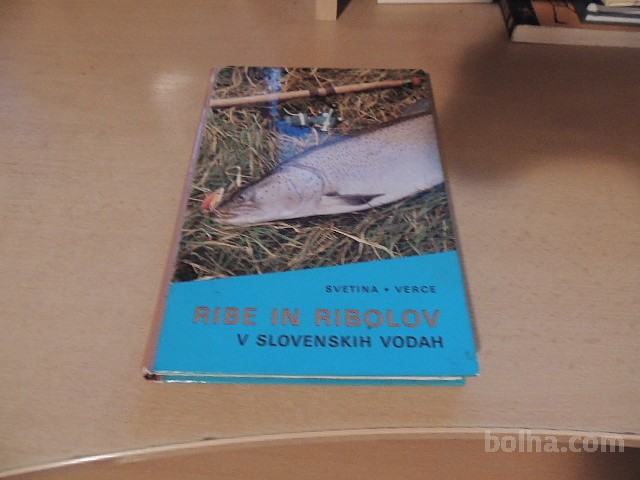 SVETINA • VERCE
RIBE IN RIBOLOV
V SLOVENSKIH VODAH
bolha.com